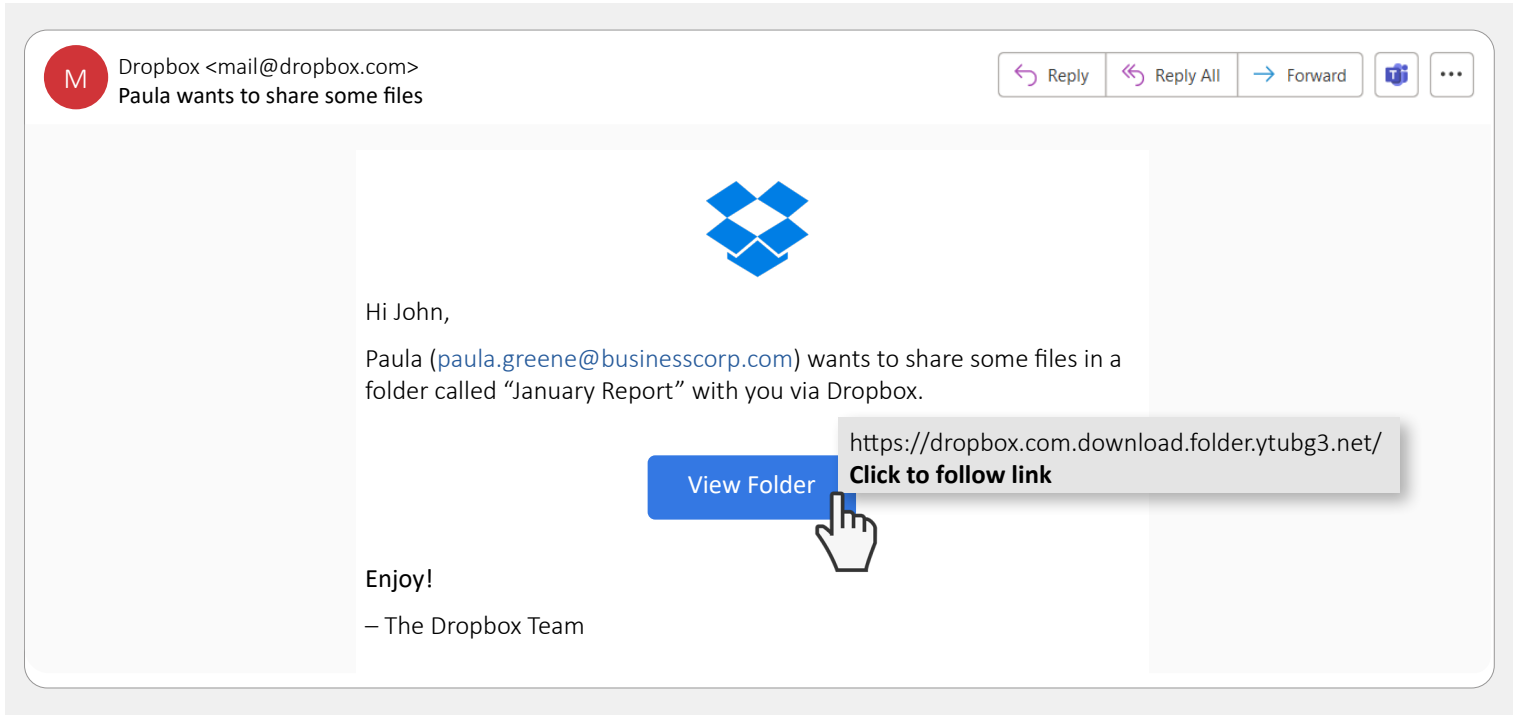 M
Dropbox <mail@dropbox.com>
Paula wants to share some files
Reply
Reply All
Forward
Hi John,
Paula (paula.greene@businesscorp.com) wants to share some files in a
folder called “January Report” with you via Dropbox.
https://dropbox.com.download.folder.ytubg3.net/
Click to follow link
View Folder
Enjoy!
– The Dropbox Team